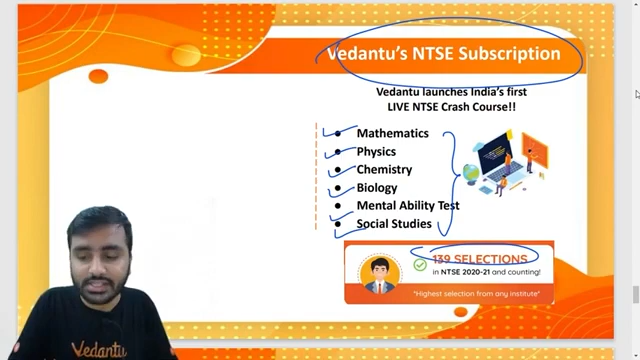 Vedantu's NTSE Subscription
Vedantu launches India's first
LIVE NTSE Crash Course!!
Mathematics
Physics
Chemistry
Biology
Mental Ability Test
Social Studies
139 SELECTIONS
in NTSE 2020-21 and counting!
"Highest selection from any institute"
Vedantu